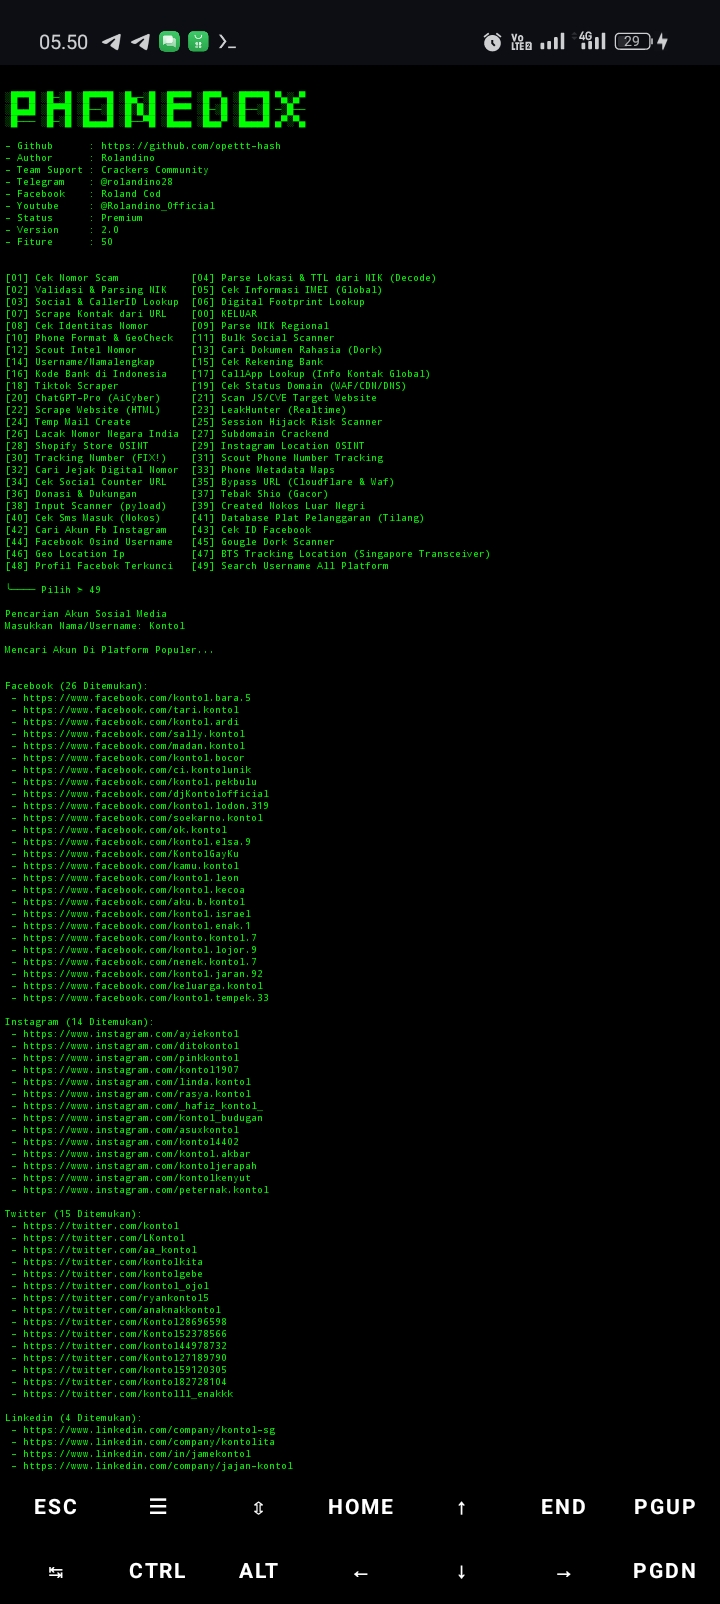 05.50 Vo LTE2 4G 29
PHONEDOX
- Github : https://github.com/opettt-hash
- Author : Rolandino
- Team Suport : Crackers Community
- Telegram : @rolandino28
- Facebook : Roland Cod
- Youtube : @Rolandino_Official
- Status : Premium
- Version : 2.0
- Fiture : 50
[01] Cek Nomor Scam [04] Parse Lokasi & TTL dari NIK (Decode)
[02] Validasi & Parsing NIK [05] Cek Informasi IMEI (Global)
[03] Social & CallerID Lookup [06] Digital Footprint Lookup
[07] Scrape Kontak dari URL [00] KELUAR
[08] Cek Identitas Nomor [09] Parse NIK Regional
[10] Phone Format & GeoCheck [11] Bulk Social Scanner
[12] Scout Intel Nomor [13] Cari Dokumen Rahasia (Dork)
[14] Username/Namalengkap [15] Cek Rekening Bank
[16] Kode Bank di Indonesia [17] CallApp Lookup (Info Kontak Global)
[18] Tiktok Scraper [19] Cek Status Domain (WAF/CDN/DNS)
[20] ChatGPT-Pro (AiCyber) [21] Scan JS/CVE Target Website
[22] Scrape Website (HTML) [23] LeakHunter (Realtime)
[24] Temp Mail Create [25] Session Hijack Risk Scanner
[26] Lacak Nomor Negara India [27] Subdomain Crackend
[28] Shopify Store OSINT [29] Instagram Location OSINT
[30] Tracking Number (FIX!) [31] Scout Phone Number Tracking
[32] Cari Jejak Digital Nomor [33] Phone Metadata Maps
[34] Cek Social Counter URL [35] Bypass URL (Cloudflare & Waf)
[36] Donasi & Dukungan [37] Tebak Shio (Gacor)
[38] Input Scanner (pyload) [39] Created Nokos Luar Negri
[40] Cek Sms Masuk (Nokos) [41] Database Plat Pelanggaran (Tilang)
[42] Cari Akun Fb Instagram [43] Cek ID Facebook
[44] Facebook Osind Username [45] Gougle Dork Scanner
[46] Geo Location Ip [47] BTS Tracking Location (Singapore Transceiver)
[48] Profil Facebok Terkunci [49] Search Username All Platform
╰──── Pilih ➣ 49
Pencarian Akun Sosial Media
Masukkan Nama/Username: Kontol
Mencari Akun Di Platform Populer...
Facebook (26 Ditemukan):
- https://www.facebook.com/kontol.bara.5
- https://www.facebook.com/tari.kontol
- https://www.facebook.com/kontol.ardi
- https://www.facebook.com/sally.kontol
- https://www.facebook.com/madan.kontol
- https://www.facebook.com/kontol.bocor
- https://www.facebook.com/ci.kontolunik
- https://www.facebook.com/kontol.pekbulu
- https://www.facebook.com/djKontolofficial
- https://www.facebook.com/kontol.lodon.319
- https://www.facebook.com/soekarno.kontol
- https://www.facebook.com/ok.kontol
- https://www.facebook.com/kontol.elsa.9
- https://www.facebook.com/KontolGayKu
- https://www.facebook.com/kamu.kontol
- https://www.facebook.com/kontol.leon
- https://www.facebook.com/kontol.kecoa
- https://www.facebook.com/aku.b.kontol
- https://www.facebook.com/kontol.israel
- https://www.facebook.com/kontol.enak.1
- https://www.facebook.com/konto.kontol.7
- https://www.facebook.com/kontol.lojor.9
- https://www.facebook.com/nenek.kontol.7
- https://www.facebook.com/kontol.jaran.92
- https://www.facebook.com/keluarga.kontol
- https://www.facebook.com/kontol.tempek.33
Instagram (14 Ditemukan):
- https://www.instagram.com/ayiekontol
- https://www.instagram.com/ditokontol
- https://www.instagram.com/pinkkontol
- https://www.instagram.com/kontol1907
- https://www.instagram.com/linda.kontol
- https://www.instagram.com/rasya.kontol
- https://www.instagram.com/_hafiz_kontol_
- https://www.instagram.com/kontol_budugan
- https://www.instagram.com/asuxkontol
- https://www.instagram.com/kontol4402
- https://www.instagram.com/kontol.akbar
- https://www.instagram.com/kontoljerapah
- https://www.instagram.com/kontolkenyut
- https://www.instagram.com/peternak.kontol
Twitter (15 Ditemukan):
- https://twitter.com/kontol
- https://twitter.com/LKontol
- https://twitter.com/aa_kontol
- https://twitter.com/kontolkita
- https://twitter.com/kontolgebe
- https://twitter.com/kontol_ojol
- https://twitter.com/ryankontol5
- https://twitter.com/anaknakkontol
- https://twitter.com/Kontol28696598
- https://twitter.com/Kontol52378566
- https://twitter.com/kontol44978732
- https://twitter.com/Kontol27189790
- https://twitter.com/kontol59120305
- https://twitter.com/kontol82728104
- https://twitter.com/kontolll_enakkk
Linkedin (4 Ditemukan):
- https://www.linkedin.com/company/kontol-sg
- https://www.linkedin.com/company/kontolita
- https://www.linkedin.com/in/jamekontol
- https://www.linkedin.com/company/jajan-kontol
ESC ☰ ⇳ HOME ↑ END PGUP
↹ CTRL ALT ← ↓ → PGDN